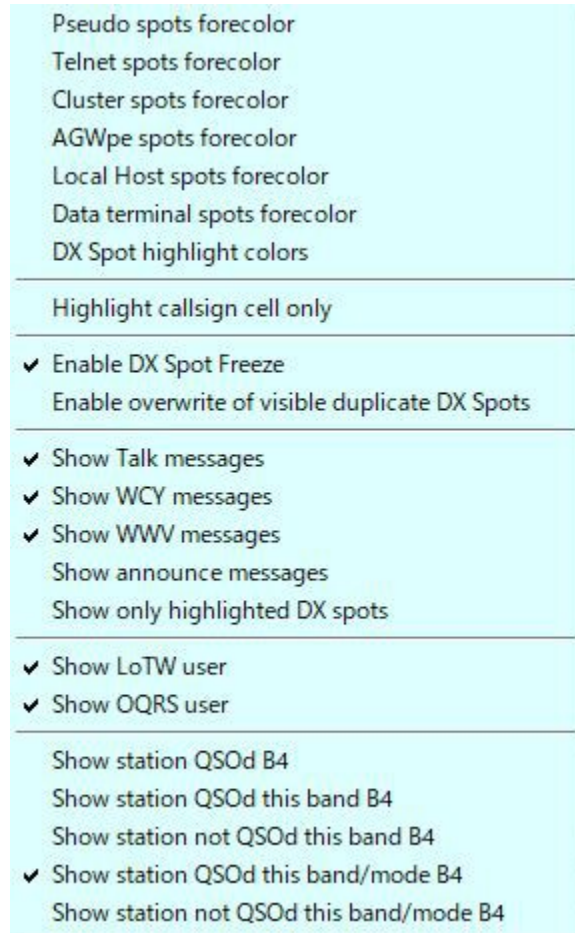 Pseudo spots forecolor
Telnet spots forecolor
Cluster spots forecolor
AGWpe spots forecolor
Local Host spots forecolor
Data terminal spots forecolor
DX Spot highlight colors
Highlight callsign cell only
Enable DX Spot Freeze
Enable overwrite of visible duplicate DX Spots
Show Talk messages
Show WCY messages
Show WWV messages
Show announce messages
Show only highlighted DX spots
Show LoTW user
Show OQRS user
Show station QSOd B4
Show station QSOd this band B4
Show station not QSOd this band B4
Show station QSOd this band/mode B4
Show station not QSOd this band/mode B4